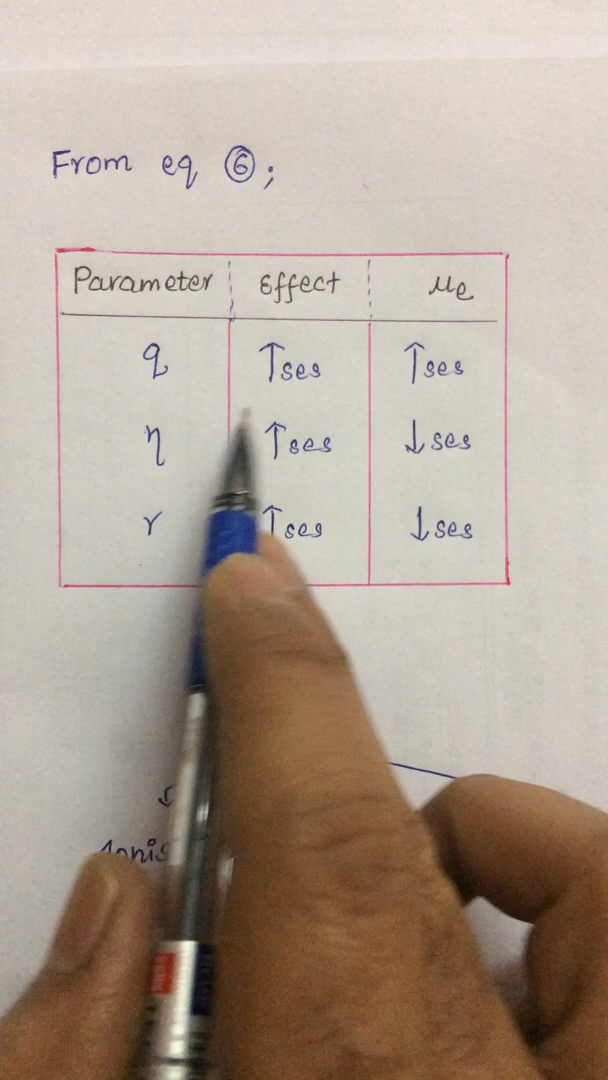 From eq ⑥;
Parameter Effect μe
q ↑ses ↑ses
η ↑ses ↓ses
r ↑ses ↓ses